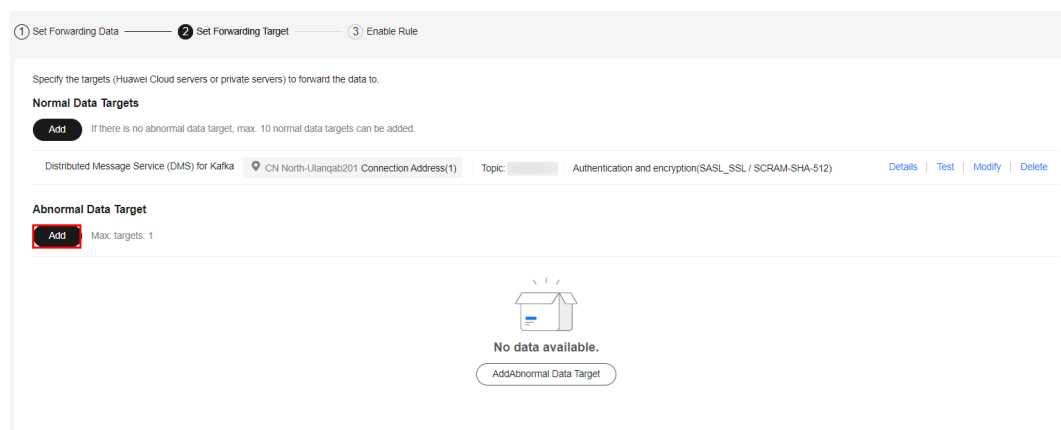 1 Set Forwarding Data 2 Set Forwarding Target 3 Enable Rule
Specify the targets (Huawei Cloud servers or private servers) to forward the data to.
Normal Data Targets
Add If there is no abnormal data target, max. 10 normal data targets can be added.
Distributed Message Service (DMS) for Kafka CN North-Ulanqab201 Connection Address(1) Topic: Authentication and encryption(SASL_SSL / SCRAM-SHA-512) Details Test Modify Delete
Abnormal Data Target
Add Max. targets: 1
No data available.
AddAbnormal Data Target